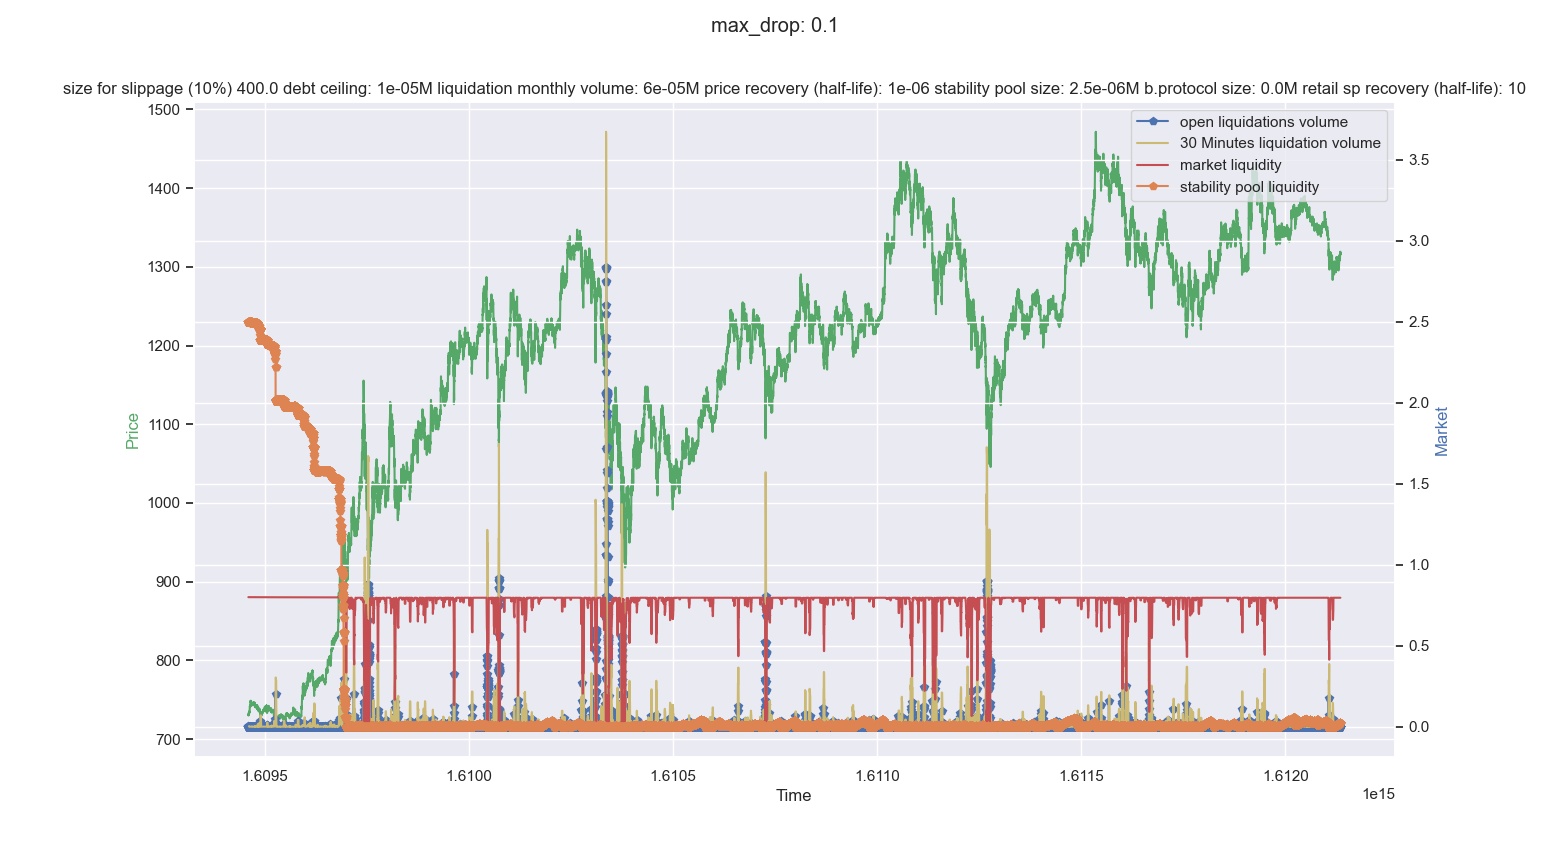 max_drop: 0.1
size for slippage (10%) 400.0 debt ceiling: 1e-05M liquidation monthly volume: 6e-05M price recovery (half-life): 1e-06 stability pool size: 2.5e-06M b.protocol size: 0.0M retail sp recovery (half-life): 10
open liquidations volume
30 Minutes liquidation volume
market liquidity
stability pool liquidity
1500
1400
1300
1200
1100
1000
900
800
700
Price
3.5
3.0
2.5
2.0
1.5
1.0
0.5
0.0
Market
1.6095
1.6100
1.6105
1.6110
1.6115
1.6120
1e15
Time